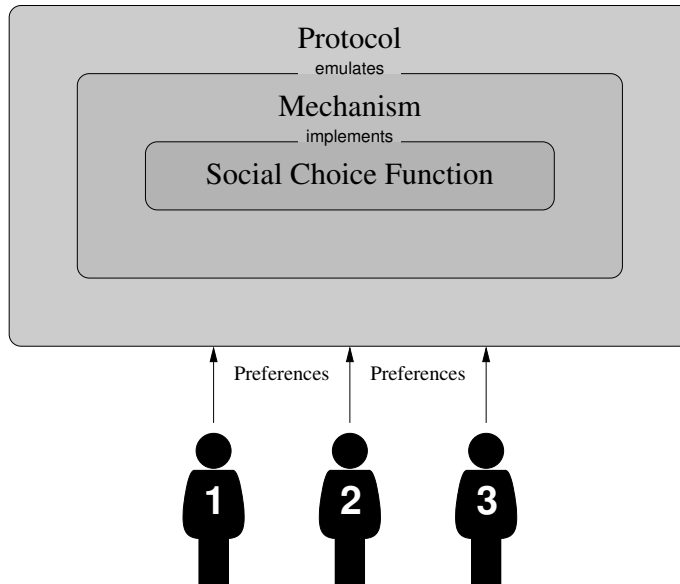 Protocol
emulates
Mechanism
implements
Social Choice Function
Preferences Preferences
1 2 3